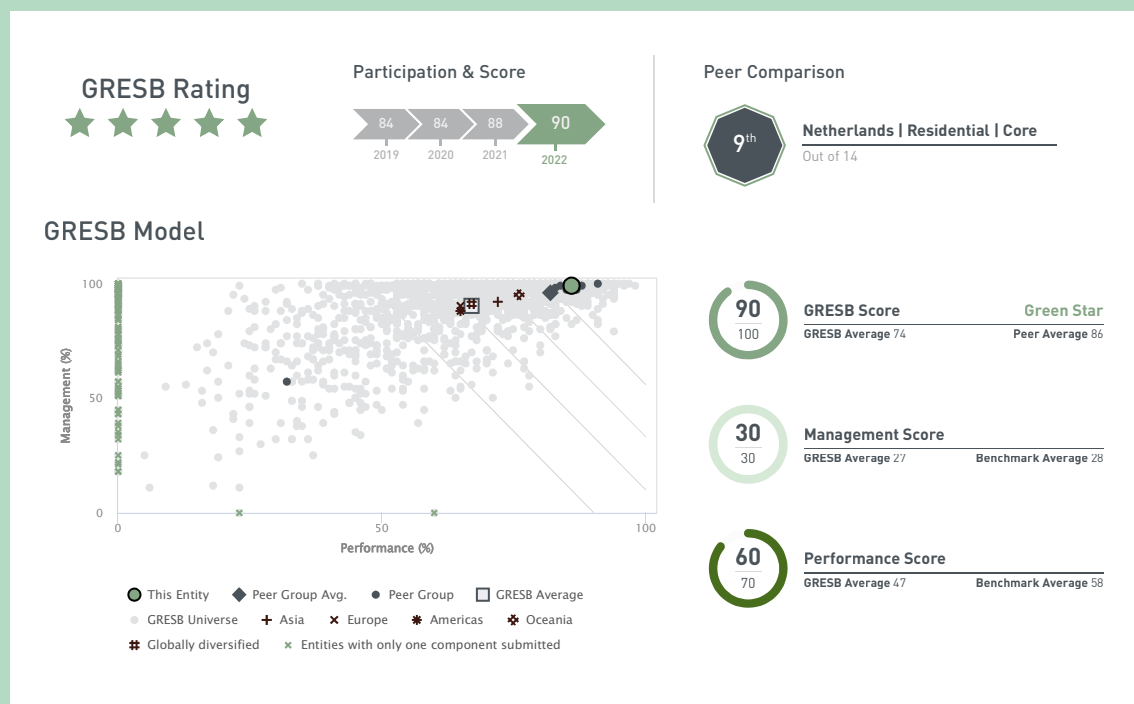 GRESB Rating
Participation & Score
84
84
88
90
2019
2020
2021
2022
Peer Comparison
9th
Netherlands | Residential | Core
Out of 14
GRESB Model
100
50
0
Management (%)
0
50
100
Performance (%)
This Entity
Peer Group Avg.
Peer Group
GRESB Average
GRESB Universe
Asia
Europe
Americas
Oceania
Globally diversified
Entities with only one component submitted
90
100
GRESB Score
Green Star
GRESB Average 74
Peer Average 86
30
30
Management Score
GRESB Average 27
Benchmark Average 28
60
70
Performance Score
GRESB Average 47
Benchmark Average 58